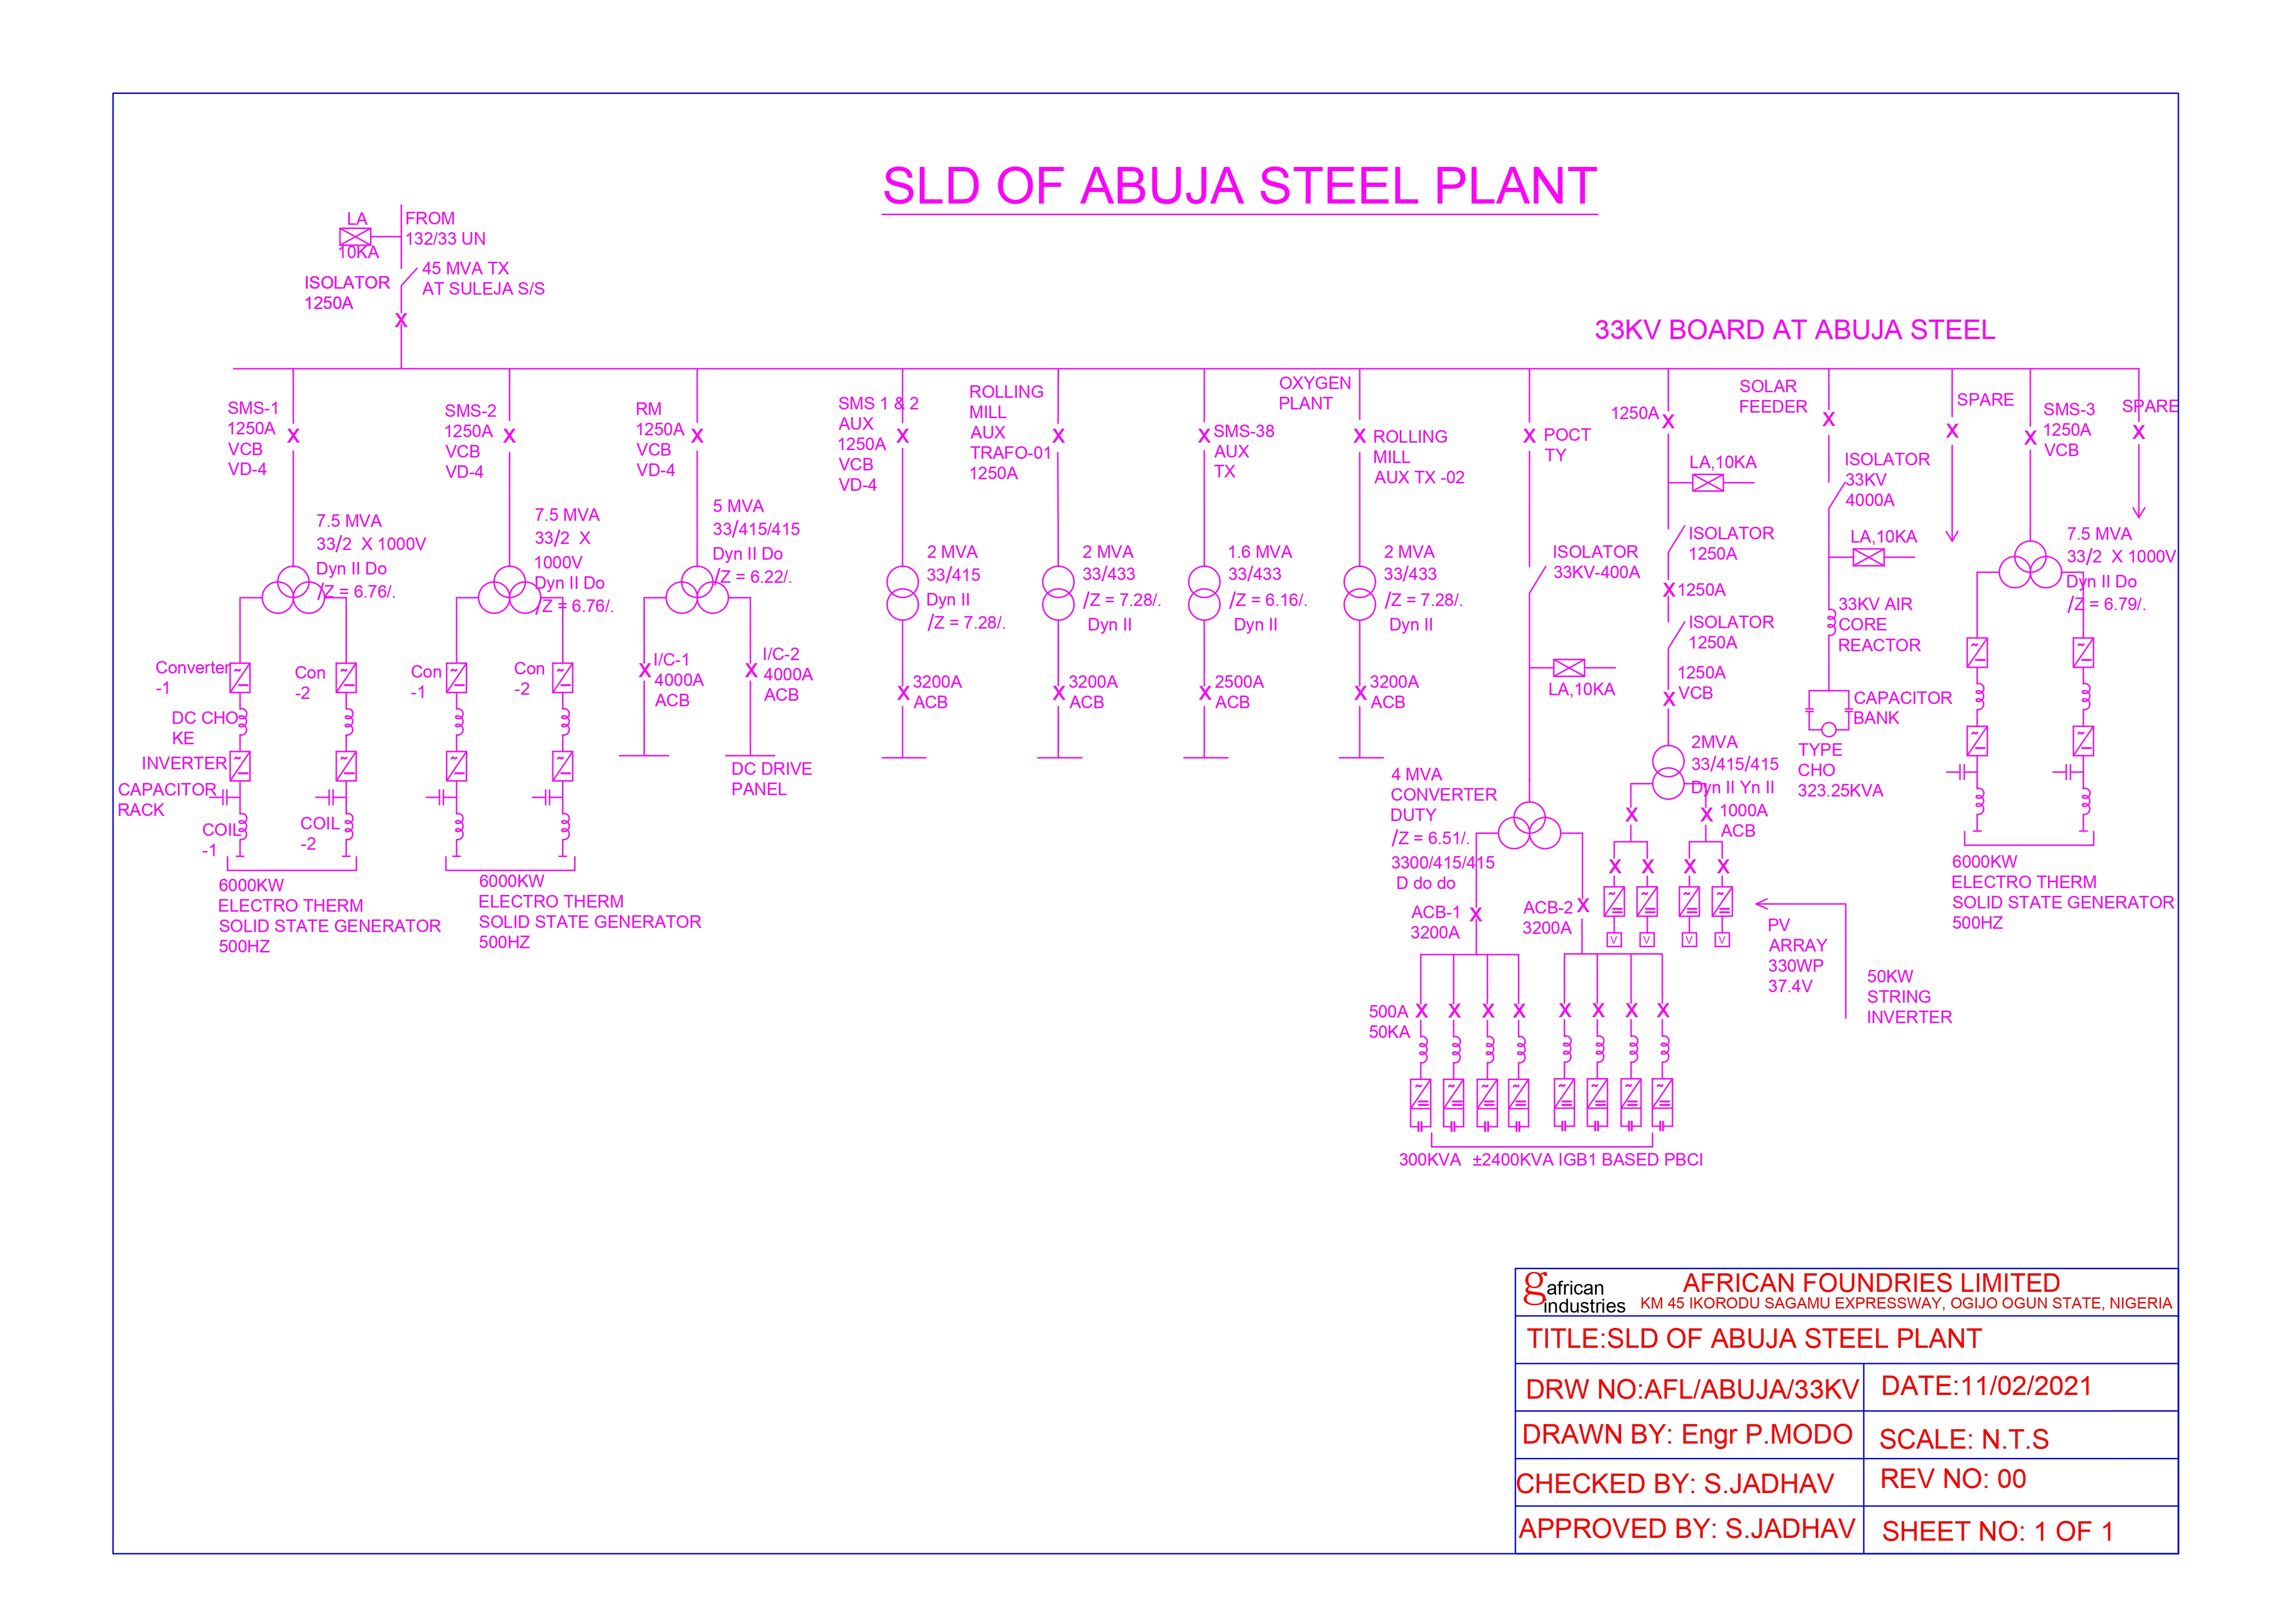 SLD OF ABUJA STEEL PLANT
LA
10KA
FROM
132/33 UN
ISOLATOR
1250A
45 MVA TX
AT SULEJA S/S
33KV BOARD AT ABUJA STEEL
SMS-1
1250A
VCB
VD-4
7.5 MVA
33/2 X 1000V
Dyn II Do
/Z = 6.76/.
Converter
-1
Con
-2
DC CHO
KE
INVERTER
CAPACITOR
RACK
COIL
-1
COIL
-2
6000KW
ELECTRO THERM
SOLID STATE GENERATOR
500HZ
SMS-2
1250A
VCB
VD-4
7.5 MVA
33/2 X
1000V
Dyn II Do
/Z = 6.76/.
Con
-1
Con
-2
6000KW
ELECTRO THERM
SOLID STATE GENERATOR
500HZ
RM
1250A
VCB
VD-4
5 MVA
33/415/415
Dyn II Do
/Z = 6.22/.
I/C-1
4000A
ACB
I/C-2
4000A
ACB
DC DRIVE
PANEL
SMS 1 & 2
AUX
1250A
VCB
VD-4
2 MVA
33/415
Dyn II
/Z = 7.28/.
3200A
ACB
ROLLING
MILL
AUX
TRAFO-01
1250A
2 MVA
33/433
/Z = 7.28/.
Dyn II
3200A
ACB
SMS-38
AUX
TX
1.6 MVA
33/433
/Z = 6.16/.
Dyn II
2500A
ACB
OXYGEN
PLANT
ROLLING
MILL
AUX TX -02
2 MVA
33/433
/Z = 7.28/.
Dyn II
3200A
ACB
POCT
TY
ISOLATOR
33KV-400A
LA,10KA
4 MVA
CONVERTER
DUTY
/Z = 6.51/.
3300/415/415
D do do
ACB-1
3200A
ACB-2
3200A
500A
50KA
300KVA ±2400KVA IGB1 BASED PBCI
1250A
LA,10KA
ISOLATOR
1250A
1250A
ISOLATOR
1250A
1250A
VCB
2MVA
33/415/415
Dyn II Yn II
1000A
ACB
V
V
V
V
PV
ARRAY
330WP
37.4V
50KW
STRING
INVERTER
SOLAR
FEEDER
ISOLATOR
33KV
4000A
LA,10KA
33KV AIR
CORE
REACTOR
CAPACITOR
BANK
TYPE
CHO
323.25KVA
SPARE
SMS-3
1250A
VCB
SPARE
7.5 MVA
33/2 X 1000V
Dyn II Do
/Z = 6.79/.
6000KW
ELECTRO THERM
SOLID STATE GENERATOR
500HZ
g african
industries
AFRICAN FOUNDRIES LIMITED
KM 45 IKORODU SAGAMU EXPRESSWAY, OGIJO OGUN STATE, NIGERIA
TITLE:SLD OF ABUJA STEEL PLANT
DRW NO:AFL/ABUJA/33KV
DATE:11/02/2021
DRAWN BY: Engr P.MODO
SCALE: N.T.S
CHECKED BY: S.JADHAV
REV NO: 00
APPROVED BY: S.JADHAV
SHEET NO: 1 OF 1